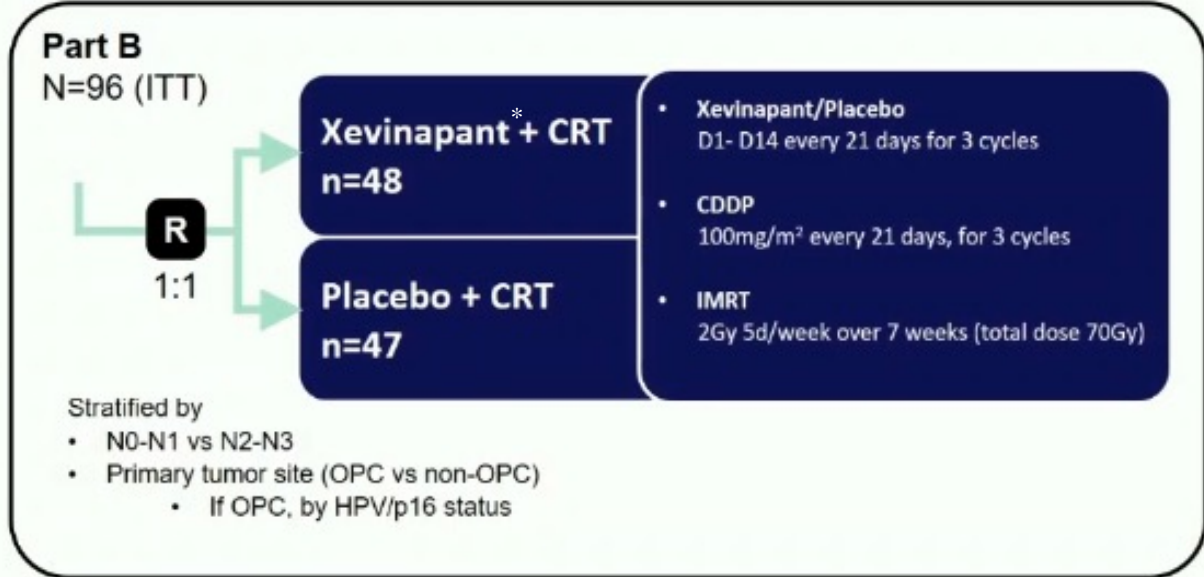 Part B
N=96 (ITT)
R
1:1
Xevinapant* + CRT
n=48
Placebo + CRT
n=47
• Xevinapant/Placebo
D1- D14 every 21 days for 3 cycles
• CDDP
100mg/m² every 21 days, for 3 cycles
• IMRT
2Gy 5d/week over 7 weeks (total dose 70Gy)
Stratified by
• N0-N1 vs N2-N3
• Primary tumor site (OPC vs non-OPC)
• If OPC, by HPV/p16 status